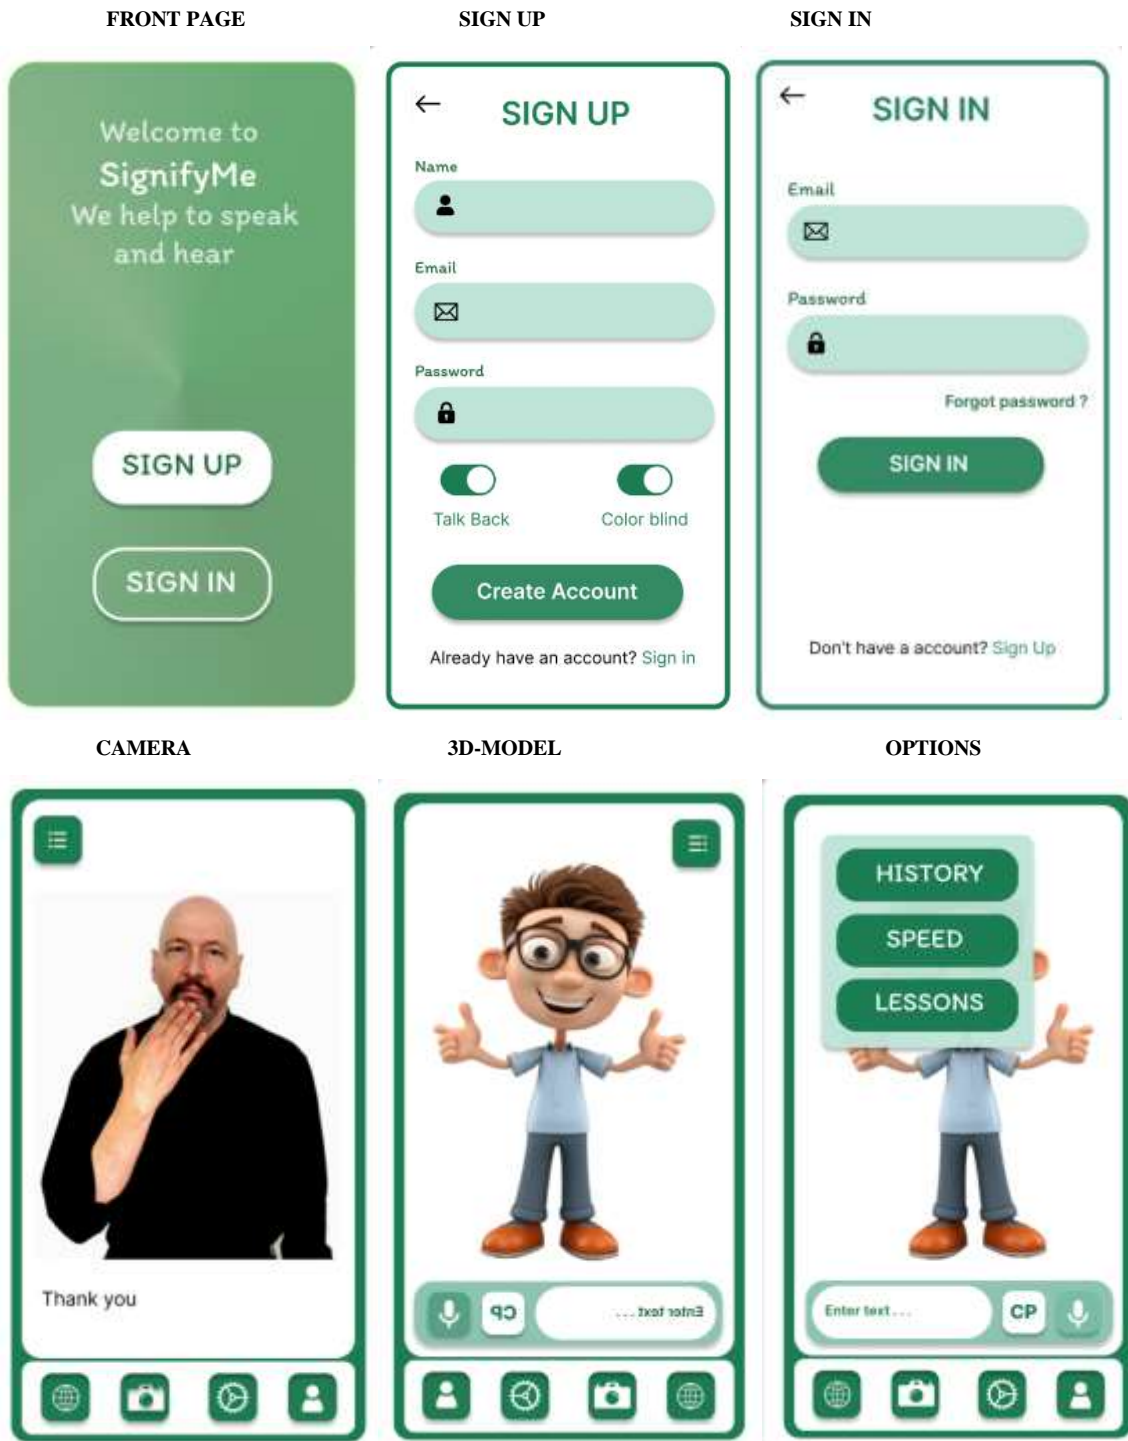 FRONT PAGE
SIGN UP
SIGN IN
Welcome to
SignifyMe
We help to speak
and hear
SIGN UP
SIGN IN
SIGN UP
Name
Email
Password
Talk Back
Color blind
Create Account
Already have an account? Sign in
SIGN IN
Email
Password
Forgot password ?
SIGN IN
Don't have a account? Sign Up
CAMERA
3D-MODEL
OPTIONS
Thank you
CP
Enter text . . .
HISTORY
SPEED
LESSONS
Enter text . . .
CP